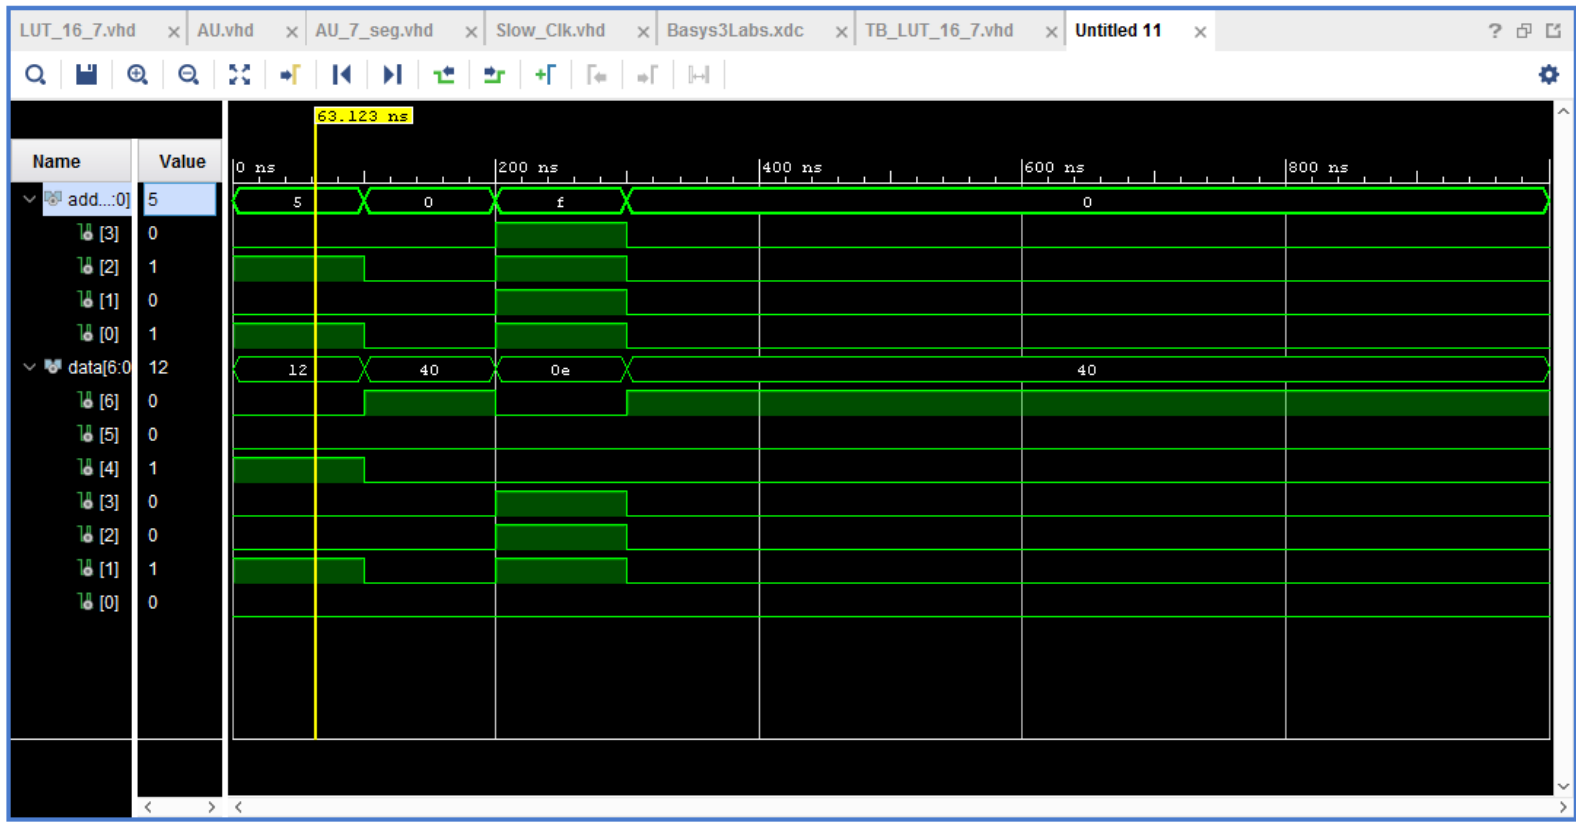 LUT_16_7.vhd × AU.vhd × AU_7_seg.vhd × Slow_Clk.vhd × Basys3Labs.xdc × TB_LUT_16_7.vhd × Untitled 11 × ?
63.123 ns
Name Value 0 ns 200 ns 400 ns 600 ns 800 ns
add...:0] 5 5 0 f 0
[3] 0
[2] 1
[1] 0
[0] 1
data[6:0 12 12 40 0e 40
[6] 0
[5] 0
[4] 1
[3] 0
[2] 0
[1] 1
[0] 0